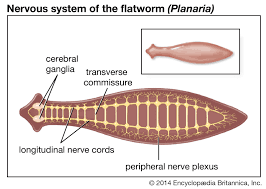 Nervous system of the flatworm (Planaria)
cerebral
ganglia
transverse
commissure
longitudinal nerve cords
peripheral nerve plexus
© 2014 Encyclopædia Britannica, Inc.